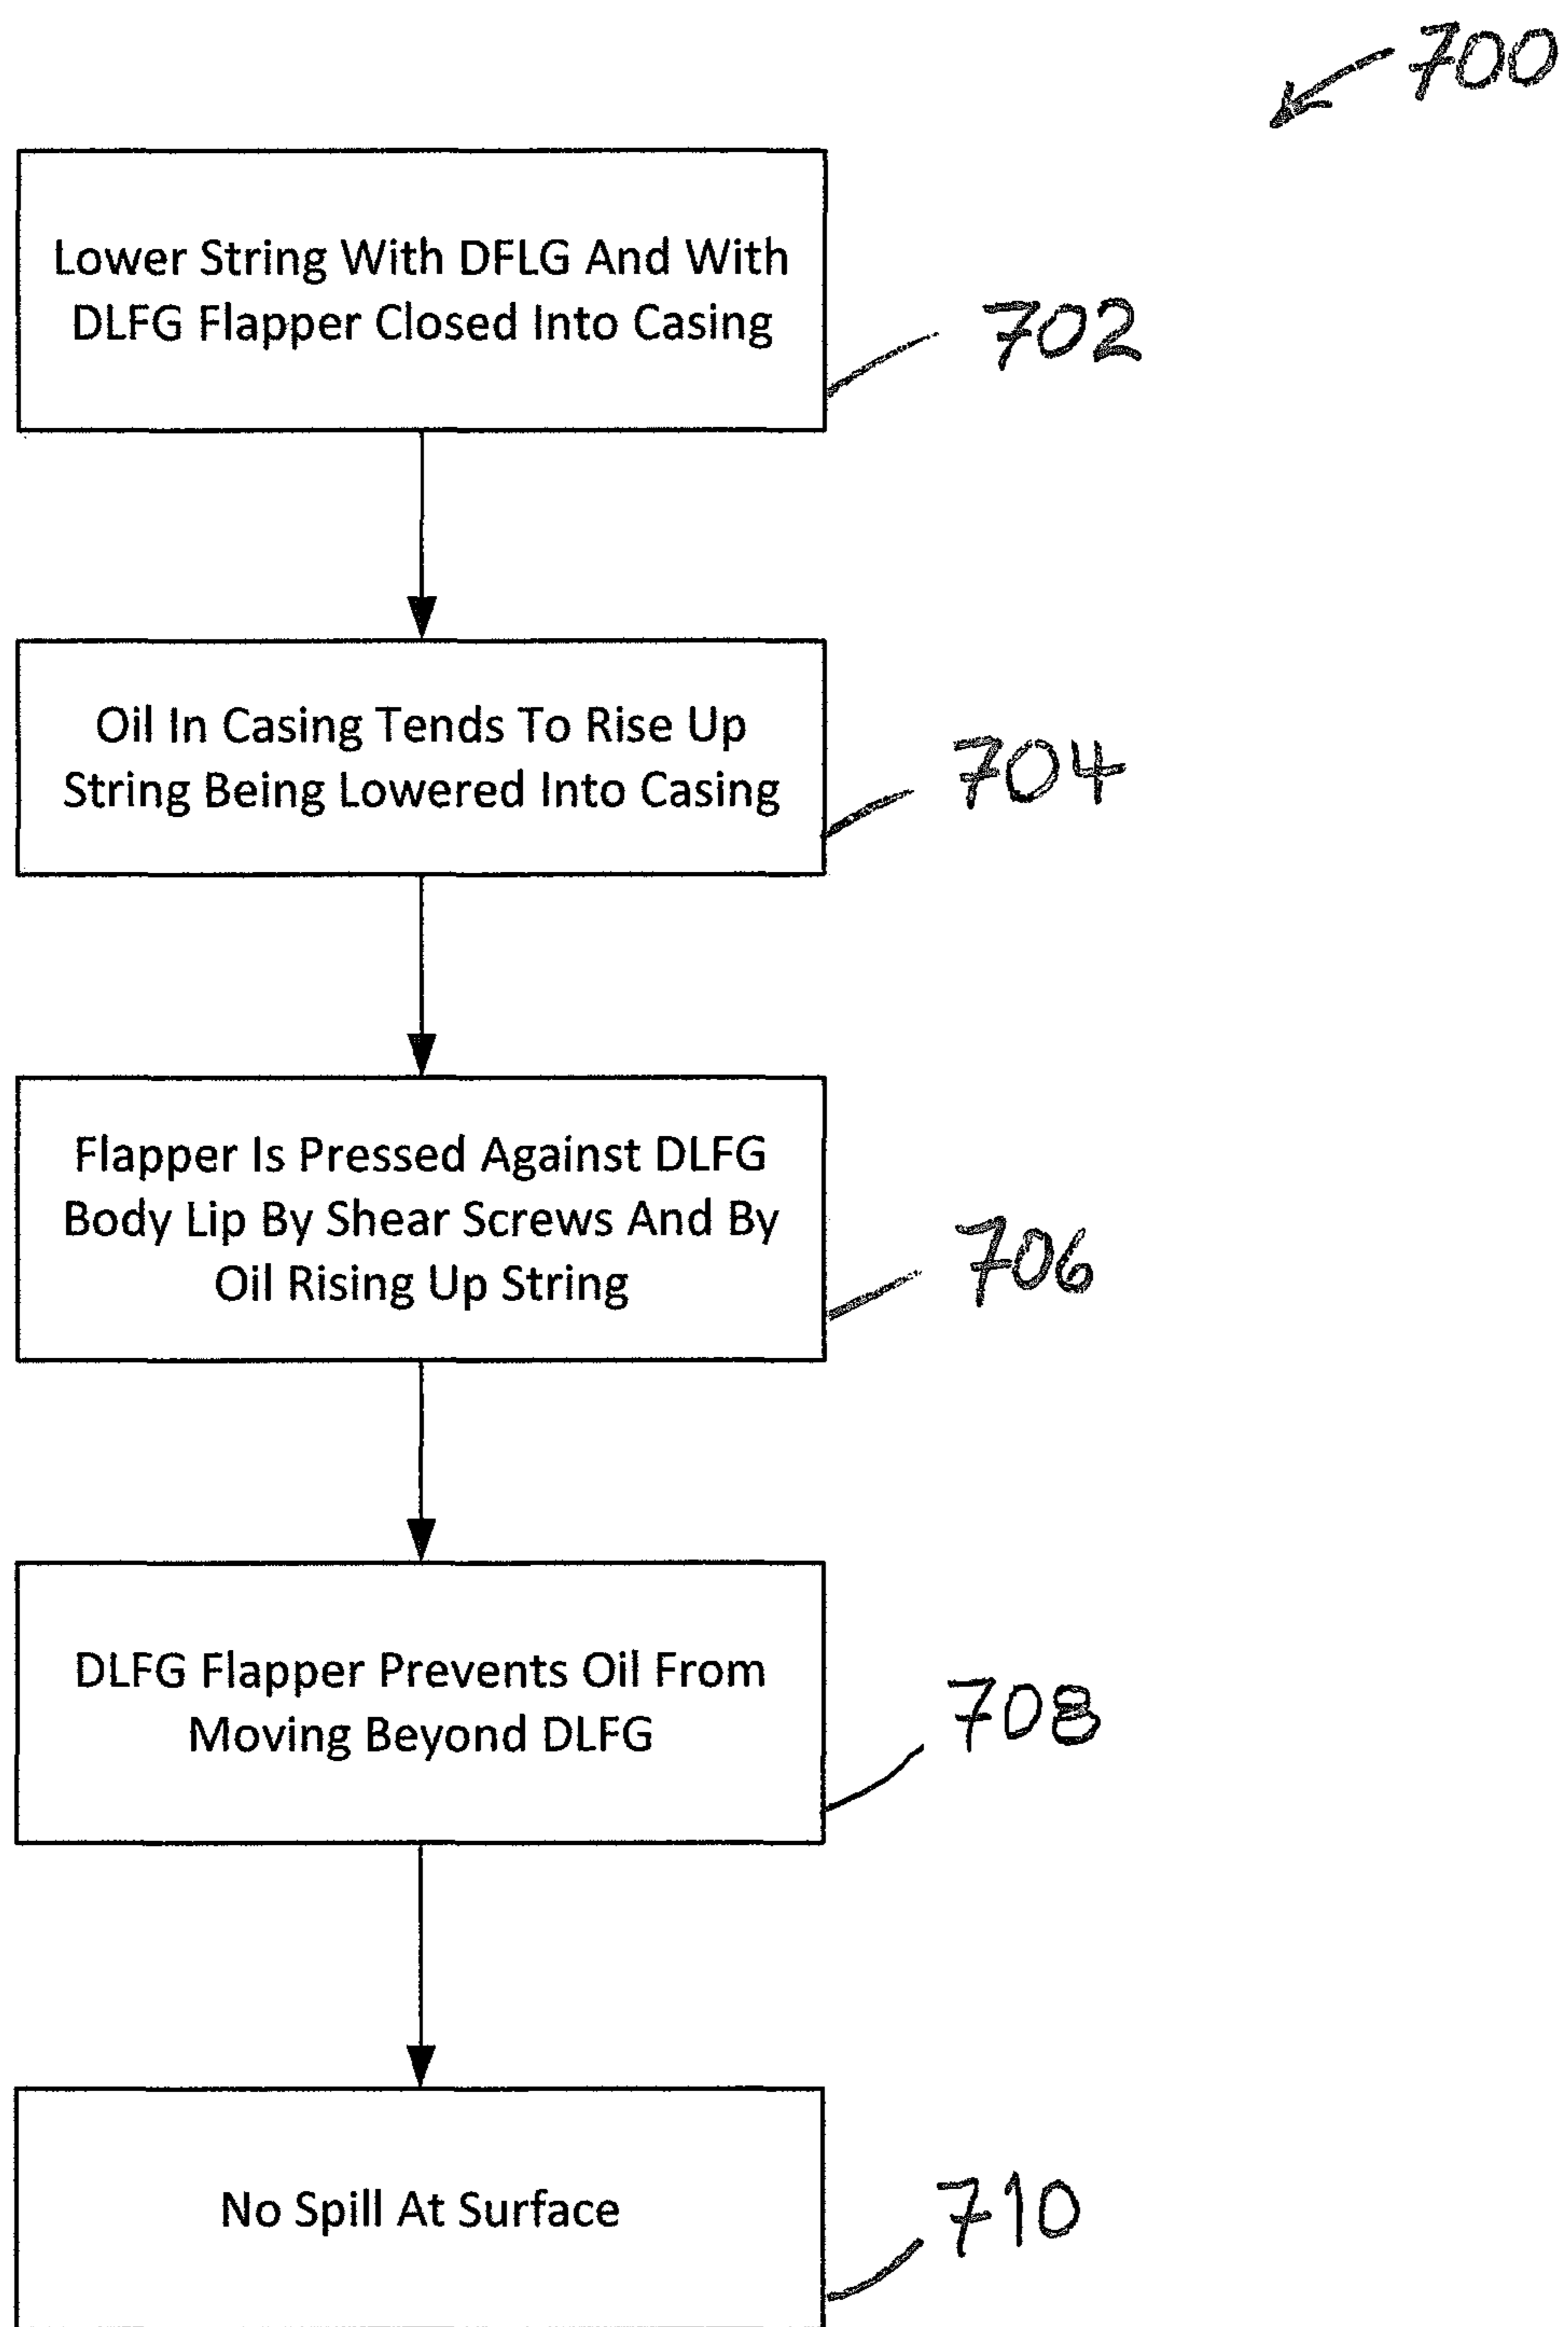 700
Lower String With DFLG And With
DLFG Flapper Closed Into Casing
702
Oil In Casing Tends To Rise Up
String Being Lowered Into Casing
704
Flapper Is Pressed Against DLFG
Body Lip By Shear Screws And By
Oil Rising Up String
706
DLFG Flapper Prevents Oil From
Moving Beyond DLFG
708
No Spill At Surface
710